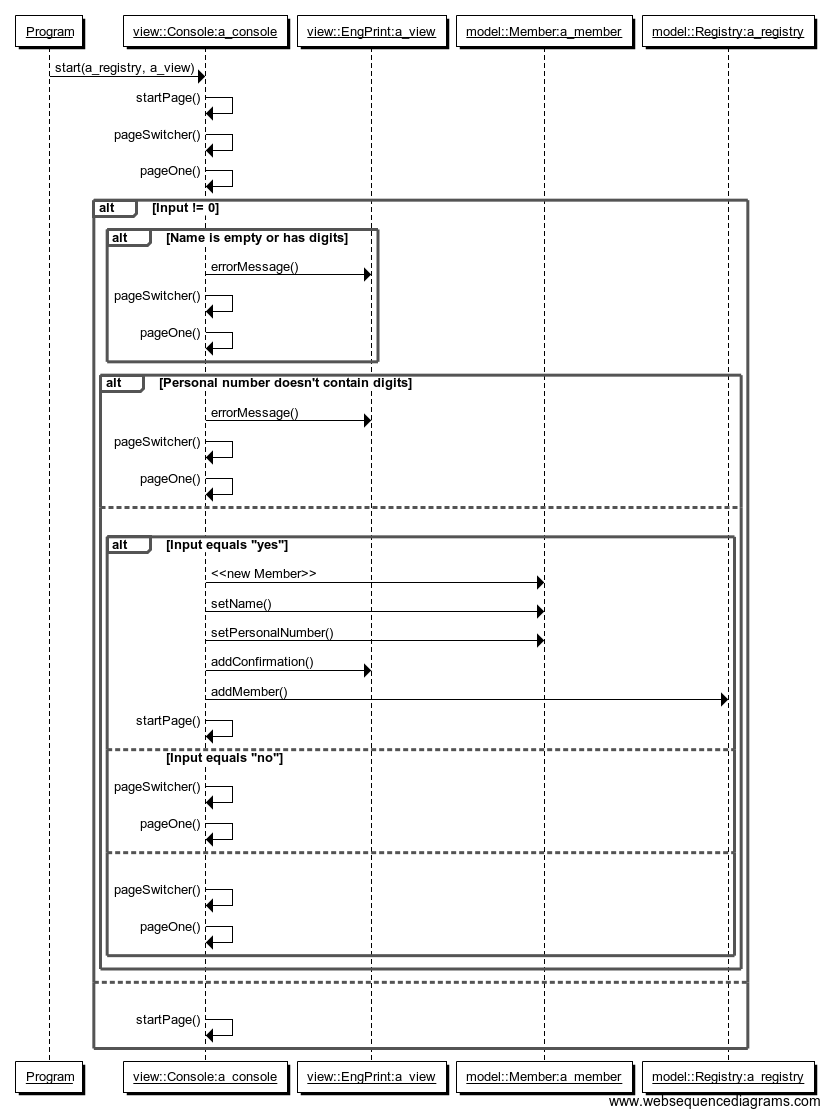 Program view::Console:a_console view::EngPrint:a_view model::Member:a_member model::Registry:a_registry
start(a_registry, a_view)
startPage()
pageSwitcher()
pageOne()
alt [Input != 0]
alt [Name is empty or has digits]
errorMessage()
pageSwitcher()
pageOne()
alt [Personal number doesn't contain digits]
errorMessage()
pageSwitcher()
pageOne()
alt [Input equals "yes"]
<<new Member>>
setName()
setPersonalNumber()
addConfirmation()
addMember()
startPage()
[Input equals "no"]
pageSwitcher()
pageOne()
pageSwitcher()
pageOne()
startPage()
Program view::Console:a_console view::EngPrint:a_view model::Member:a_member model::Registry:a_registry
www.websequencediagrams.com